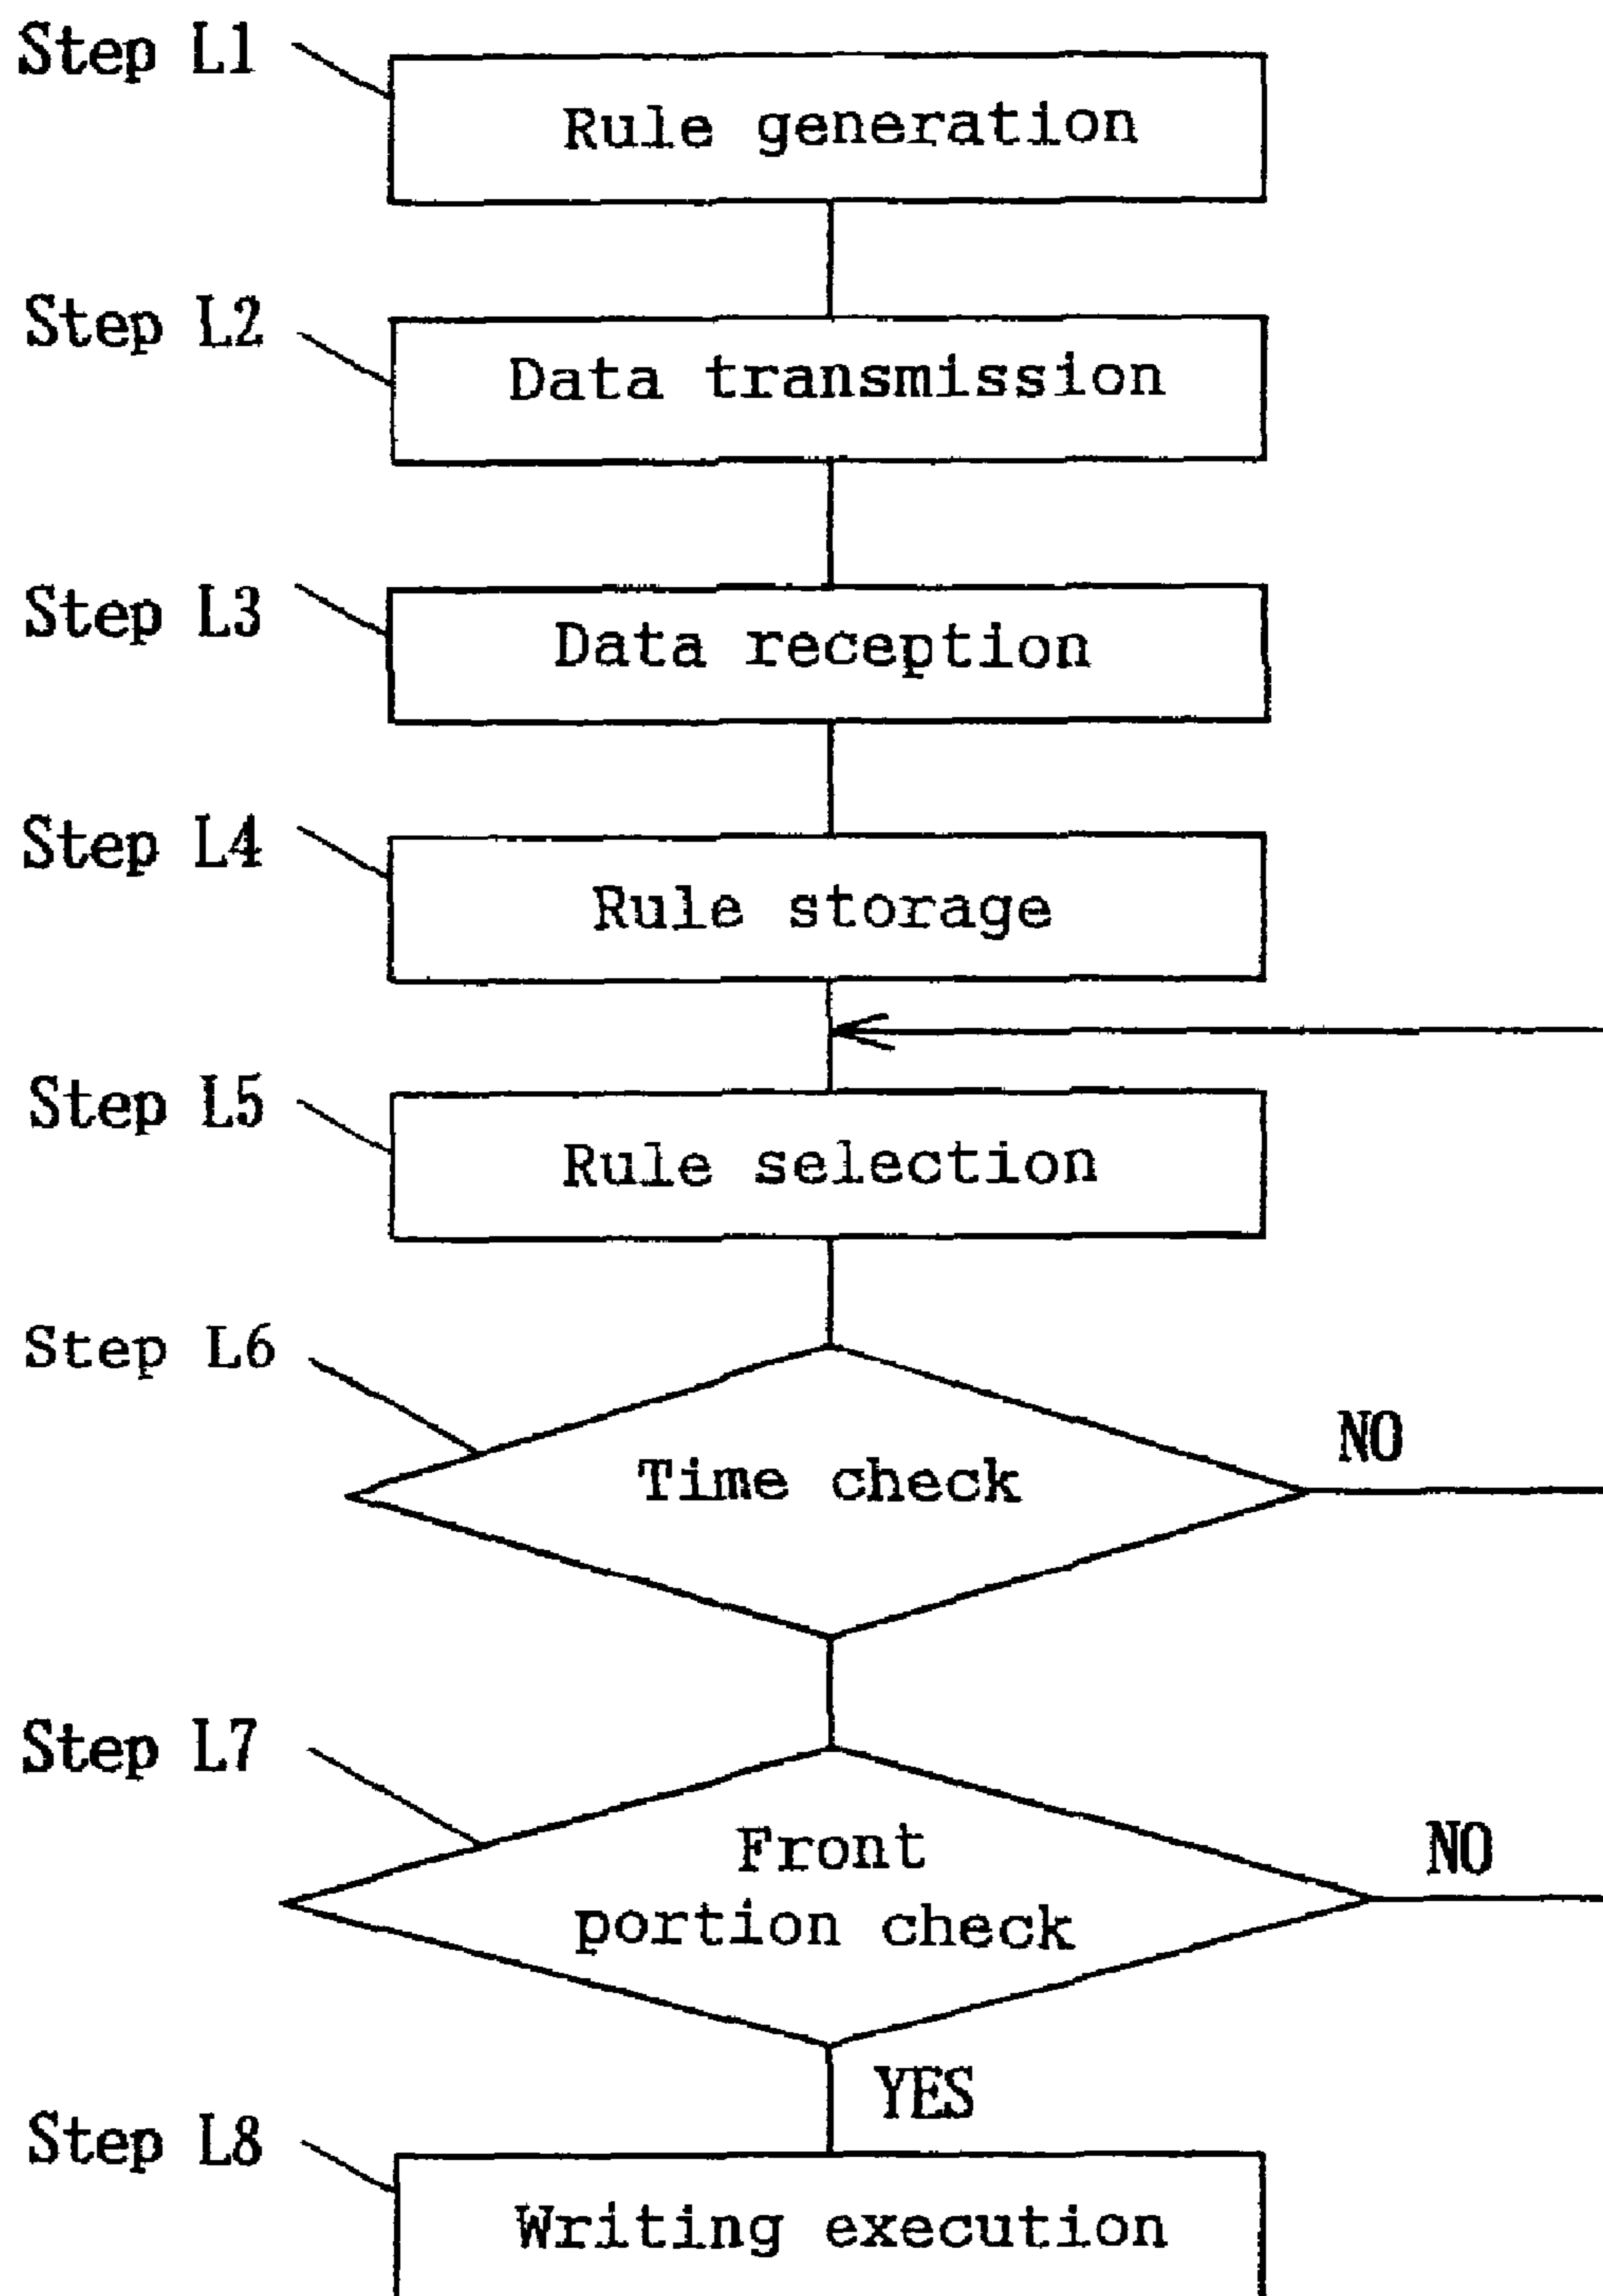 Step L1
Rule generation
Step L2
Data transmission
Step L3
Data reception
Step L4
Rule storage
Step L5
Rule selection
Step L6
Time check
NO
Step L7
Front
portion check
NO
YES
Step L8
Writing execution